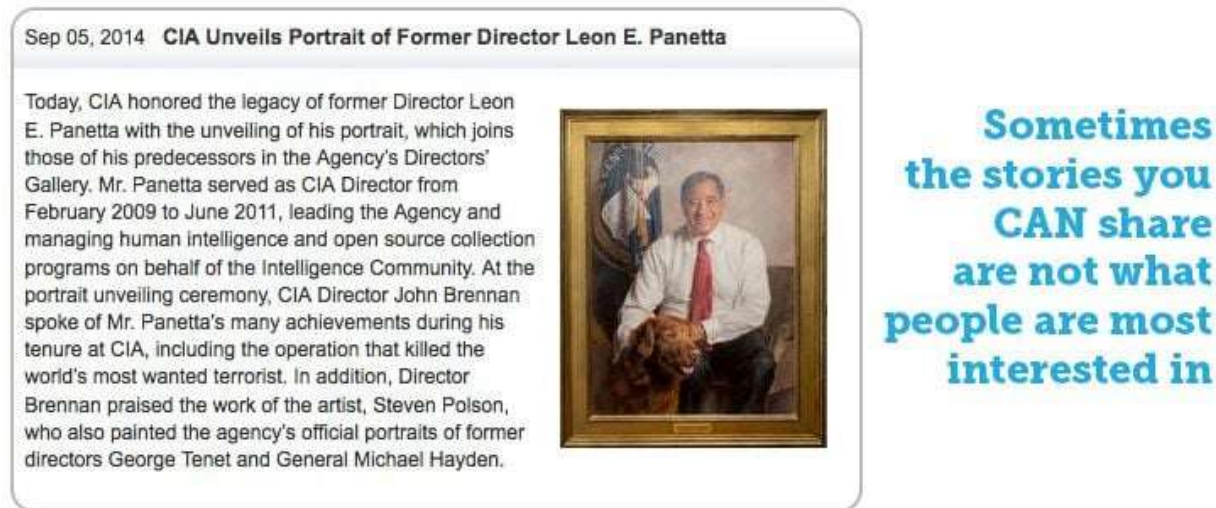 Sep 05, 2014 CIA Unveils Portrait of Former Director Leon E. Panetta
Today, CIA honored the legacy of former Director Leon
E. Panetta with the unveiling of his portrait, which joins
those of his predecessors in the Agency's Directors'
Gallery. Mr. Panetta served as CIA Director from
February 2009 to June 2011, leading the Agency and
managing human intelligence and open source collection
programs on behalf of the Intelligence Community. At the
portrait unveiling ceremony, CIA Director John Brennan
spoke of Mr. Panetta's many achievements during his
tenure at CIA, including the operation that killed the
world's most wanted terrorist. In addition, Director
Brennan praised the work of the artist, Steven Polson,
who also painted the agency's official portraits of former
directors George Tenet and General Michael Hayden.
Sometimes
the stories you
CAN share
are not what
people are most
interested in